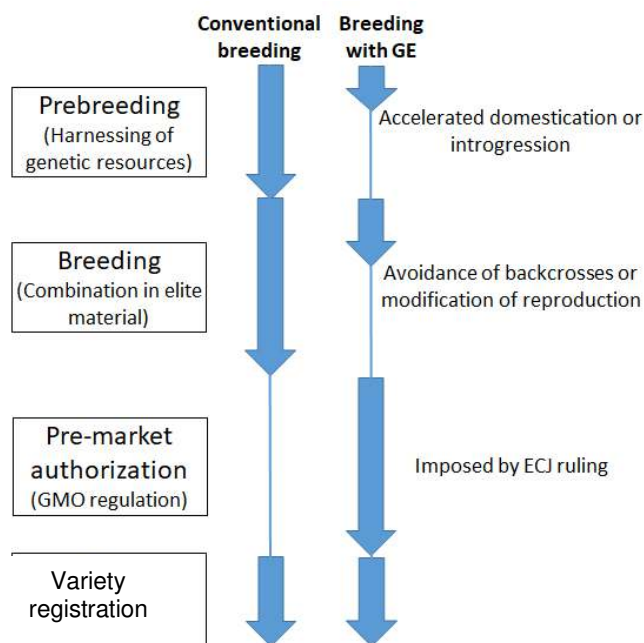 Conventional
breeding
Breeding
with GE
Prebreeding
(Harnessing of
genetic resources)
Accelerated domestication or
introgression
Breeding
(Combination in elite
material)
Avoidance of backcrosses or
modification of reproduction
Pre-market
authorization
(GMO regulation)
Imposed by ECJ ruling
Variety
registration